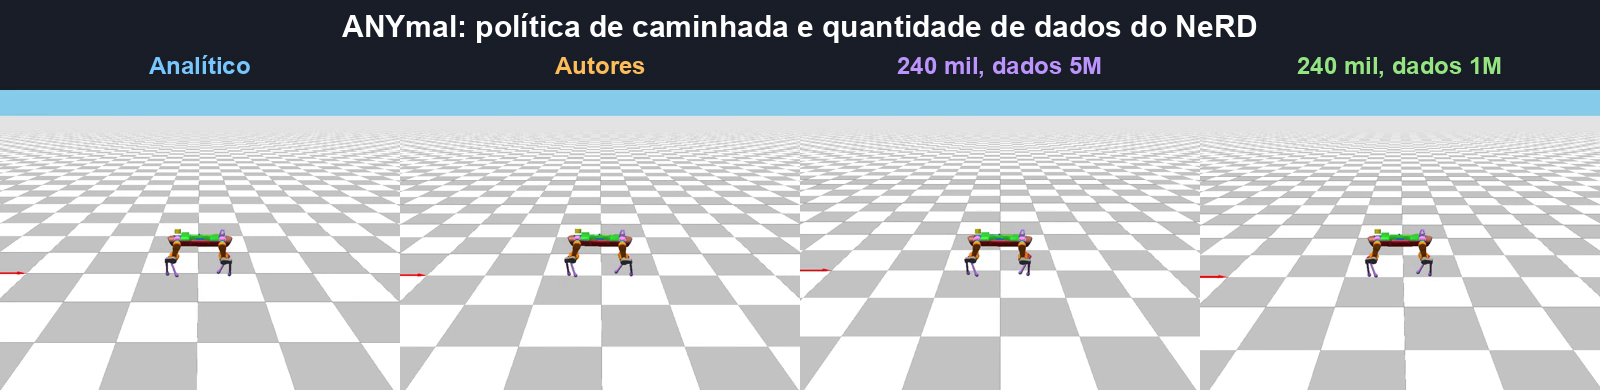 ANYmal: política de caminhada e quantidade de dados do NeRD
Analítico
Autores
240 mil, dados 5M
240 mil, dados 1M